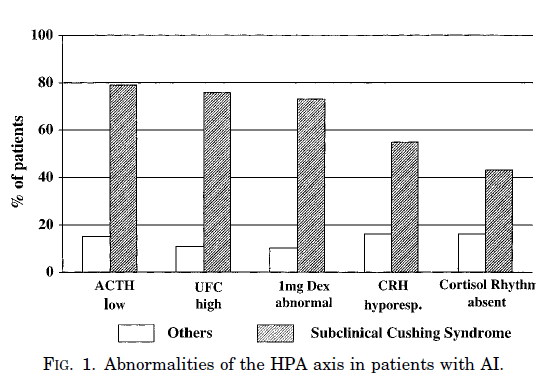 100
80
60
40
20
0
% of patients
ACTH low
UFC high
1mg Dex abnormal
CRH hyporesp.
Cortisol Rhythm absent
Others
Subclinical Cushing Syndrome
FIG. 1. Abnormalities of the HPA axis in patients with AI.